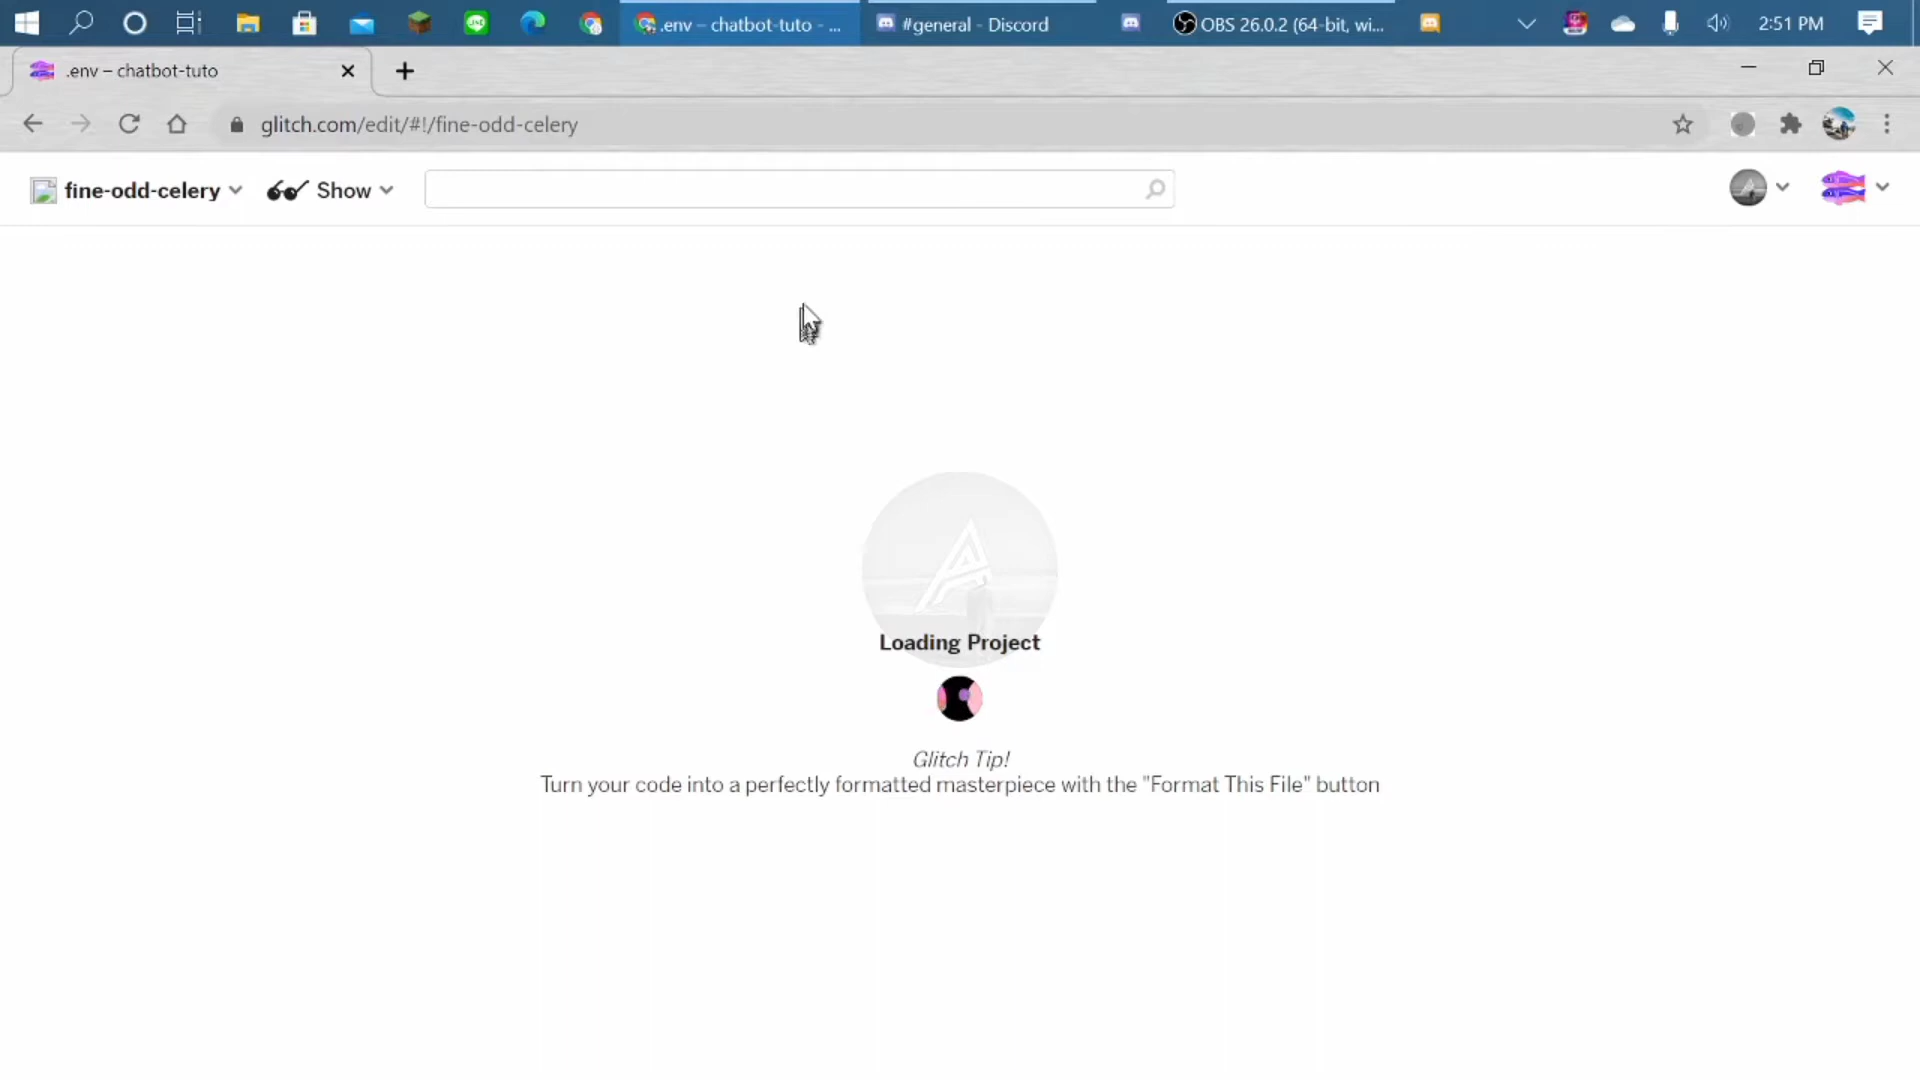 .env – chatbot-tuto - ...
#general - Discord
OBS 26.0.2 (64-bit, wi...
2:51 PM
.env – chatbot-tuto
glitch.com/edit/#!/fine-odd-celery
fine-odd-celery
Show
Loading Project
Glitch Tip!
Turn your code into a perfectly formatted masterpiece with the "Format This File" button